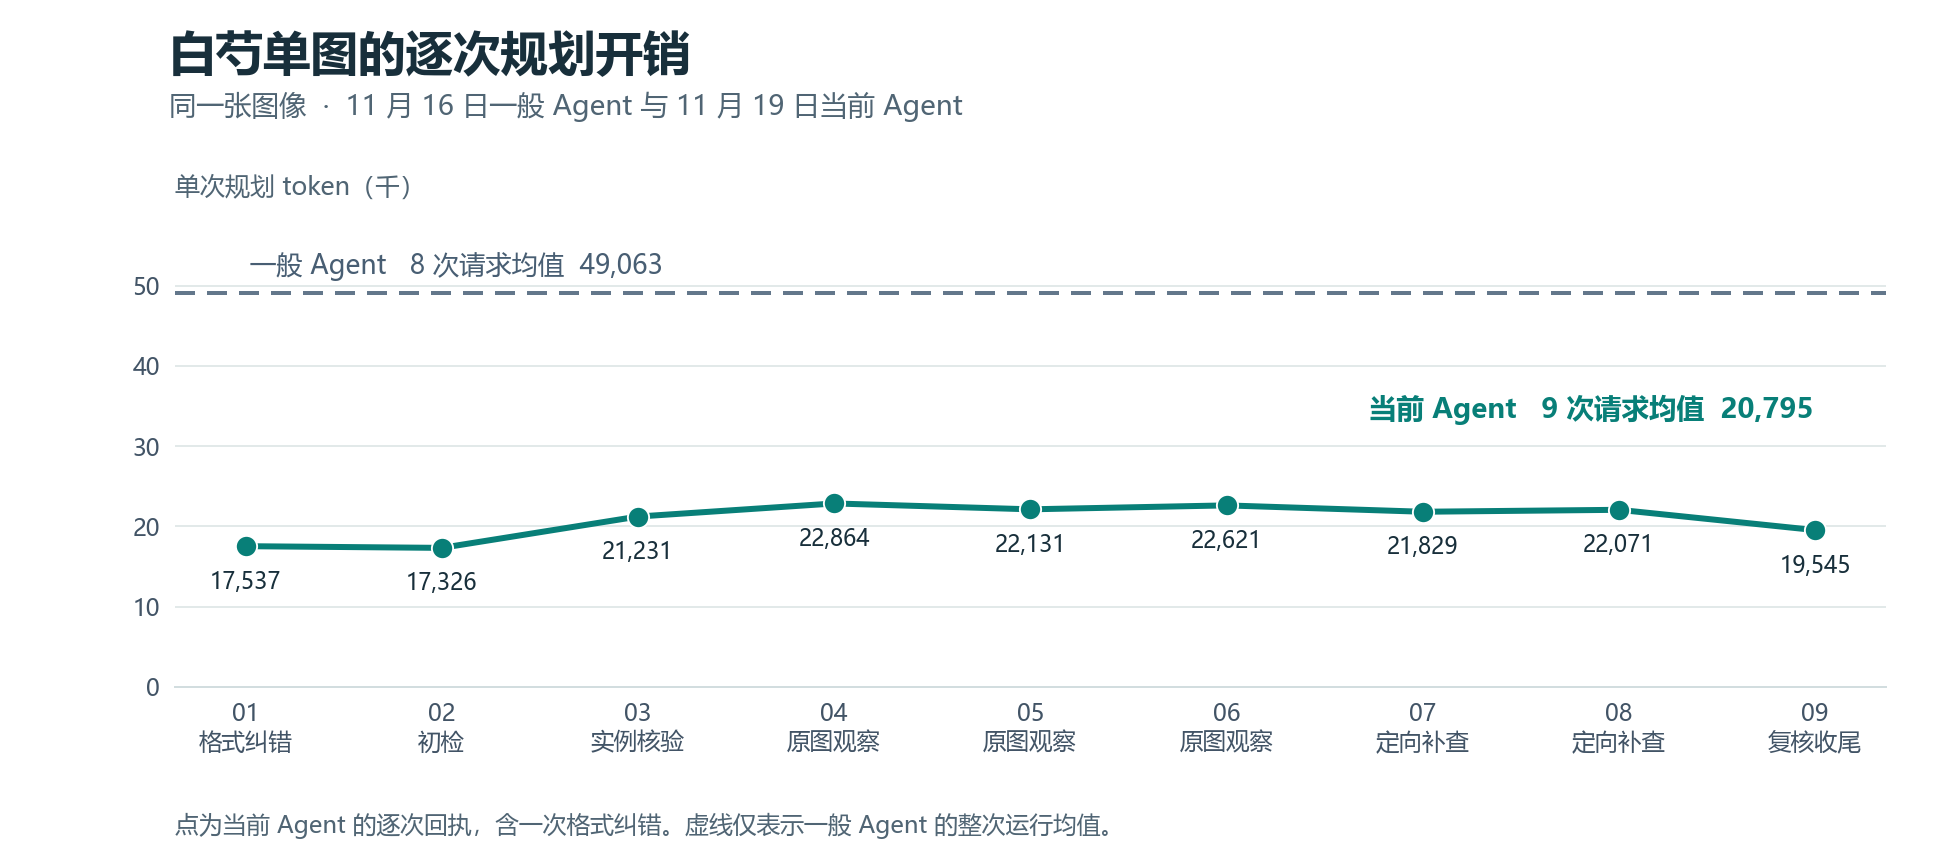 白芍单图的逐次规划开销
同一张图像 · 11 月 16 日一般 Agent 与 11 月 19 日当前 Agent
单次规划 token（千）
一般 Agent 8 次请求均值 49,063
50
40
当前 Agent 9 次请求均值 20,795
30
20
10
0
17,537
17,326
21,231
22,864
22,131
22,621
21,829
22,071
19,545
01
格式纠错
02
初检
03
实例核验
04
原图观察
05
原图观察
06
原图观察
07
定向补查
08
定向补查
09
复核收尾
点为当前 Agent 的逐次回执，含一次格式纠错。虚线仅表示一般 Agent 的整次运行均值。